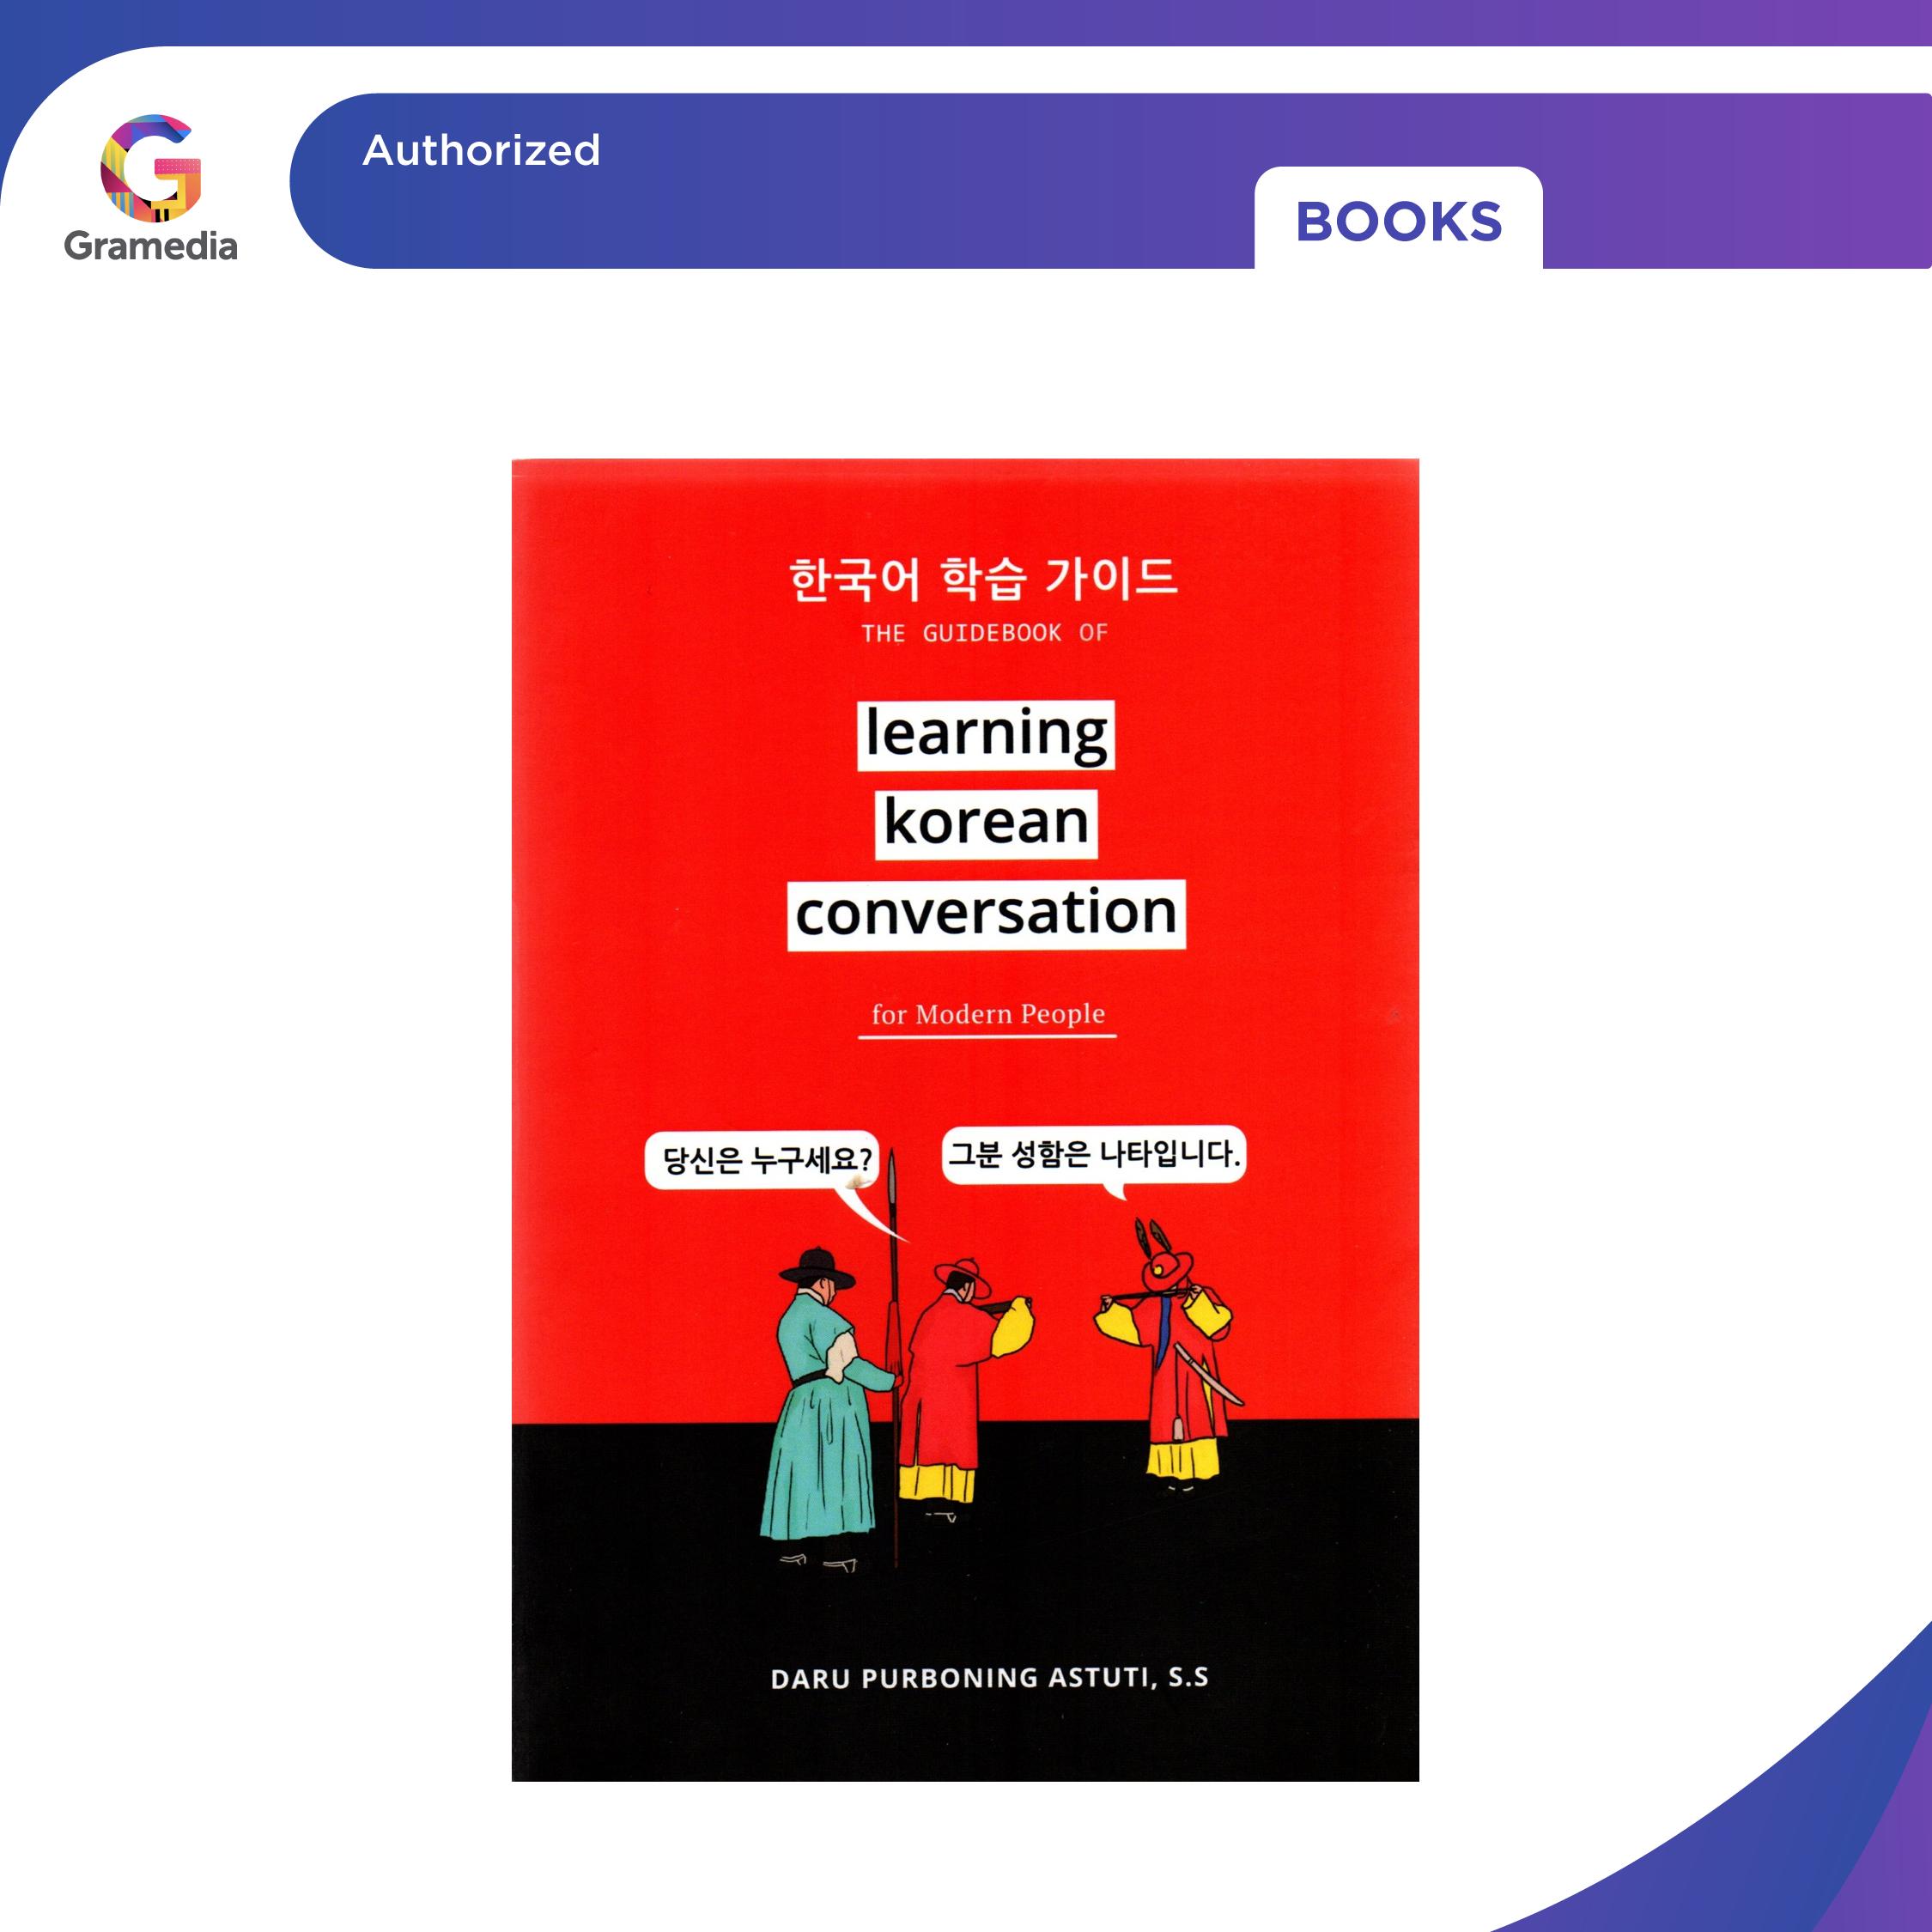 Gramedia
Authorized
BOOKS
한국어 학습 가이드
THE GUIDEBOOK OF
learning
korean
conversation
for Modern People
당신은 누구세요?
그분 성함은 나타입니다.
DARU PURBONING ASTUTI, S.S